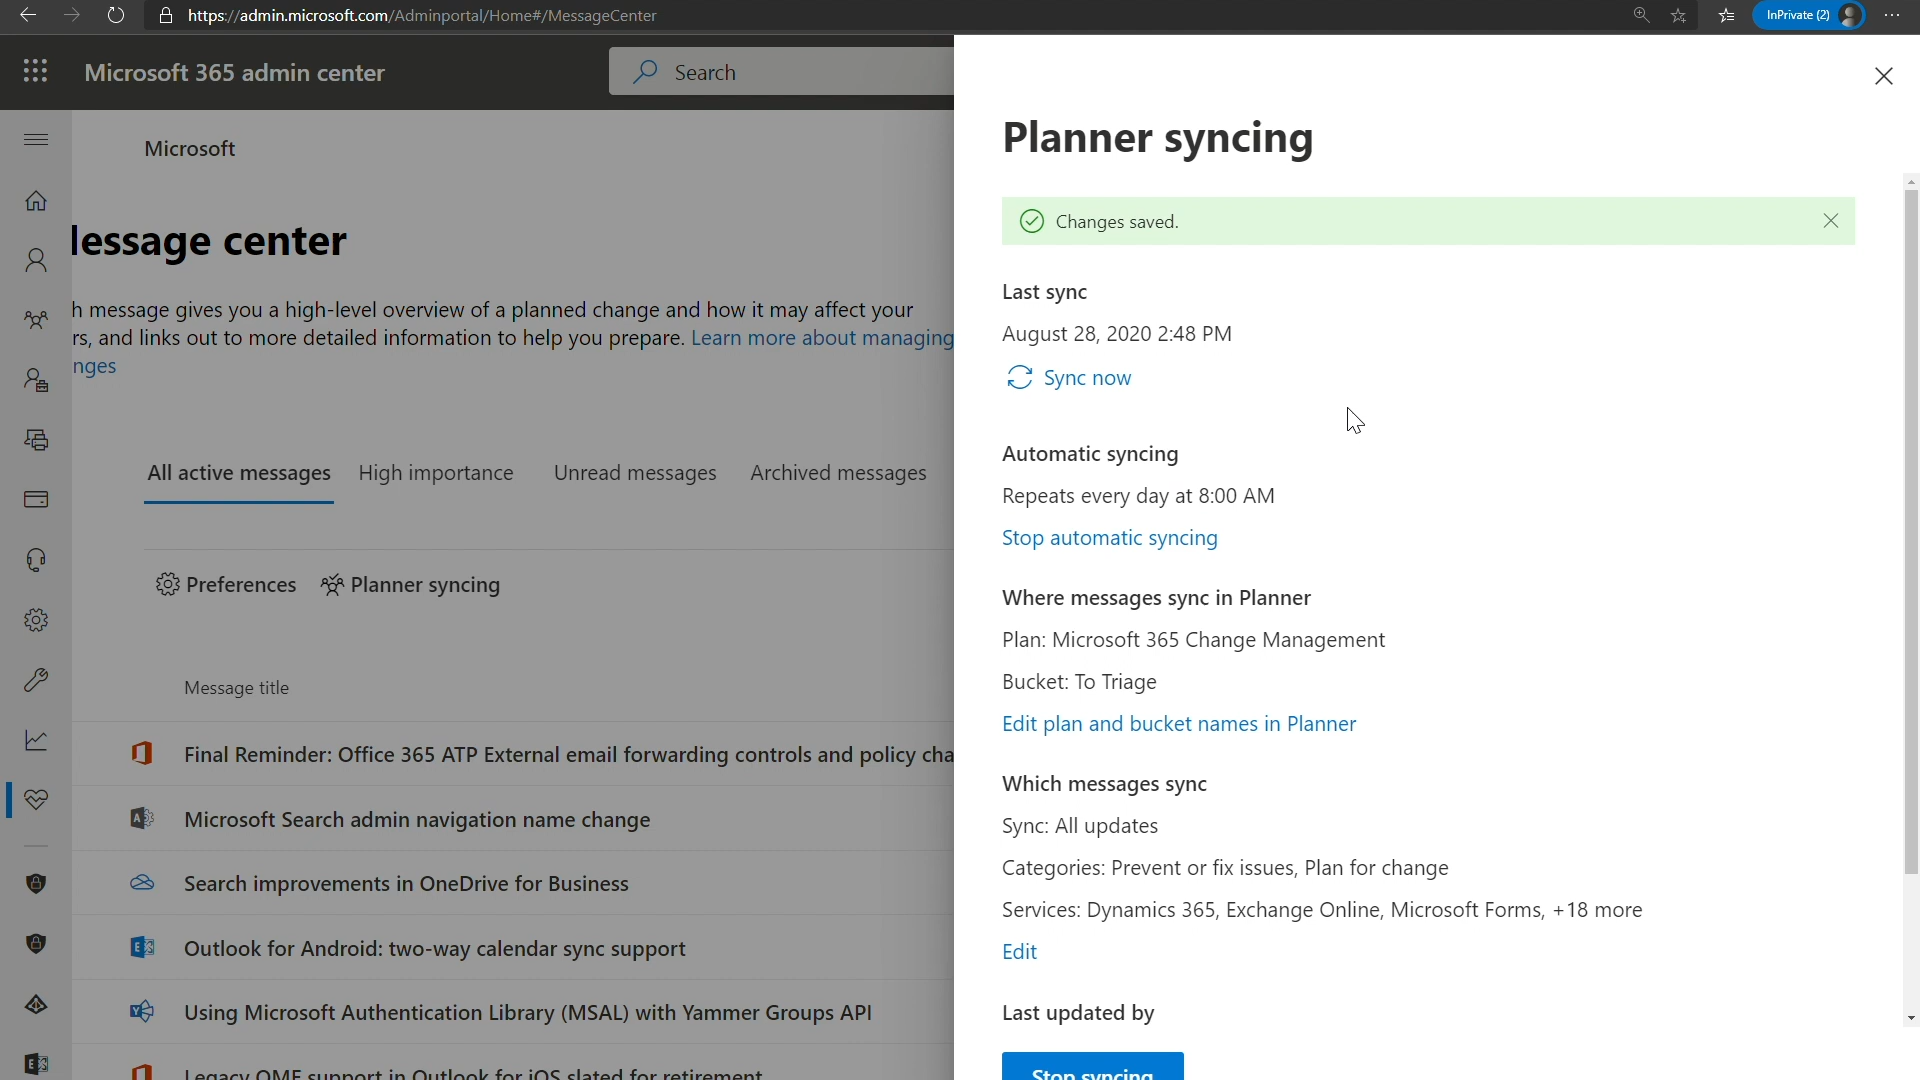 https://admin.microsoft.com/Adminportal/Home#/MessageCenter
InPrivate (2)
Microsoft 365 admin center
Search
Microsoft
essage center
h message gives you a high-level overview of a planned change and how it may affect your
rs, and links out to more detailed information to help you prepare. Learn more about managing
nges
All active messages
High importance
Unread messages
Archived messages
Preferences
Planner syncing
Message title
Final Reminder: Office 365 ATP External email forwarding controls and policy cha
Microsoft Search admin navigation name change
Search improvements in OneDrive for Business
Outlook for Android: two-way calendar sync support
Using Microsoft Authentication Library (MSAL) with Yammer Groups API
Legacy OME support in Outlook for iOS slated for retirement
Planner syncing
Changes saved.
Last sync
August 28, 2020 2:48 PM
Sync now
Automatic syncing
Repeats every day at 8:00 AM
Stop automatic syncing
Where messages sync in Planner
Plan: Microsoft 365 Change Management
Bucket: To Triage
Edit plan and bucket names in Planner
Which messages sync
Sync: All updates
Categories: Prevent or fix issues, Plan for change
Services: Dynamics 365, Exchange Online, Microsoft Forms, +18 more
Edit
Last updated by
Stop syncing